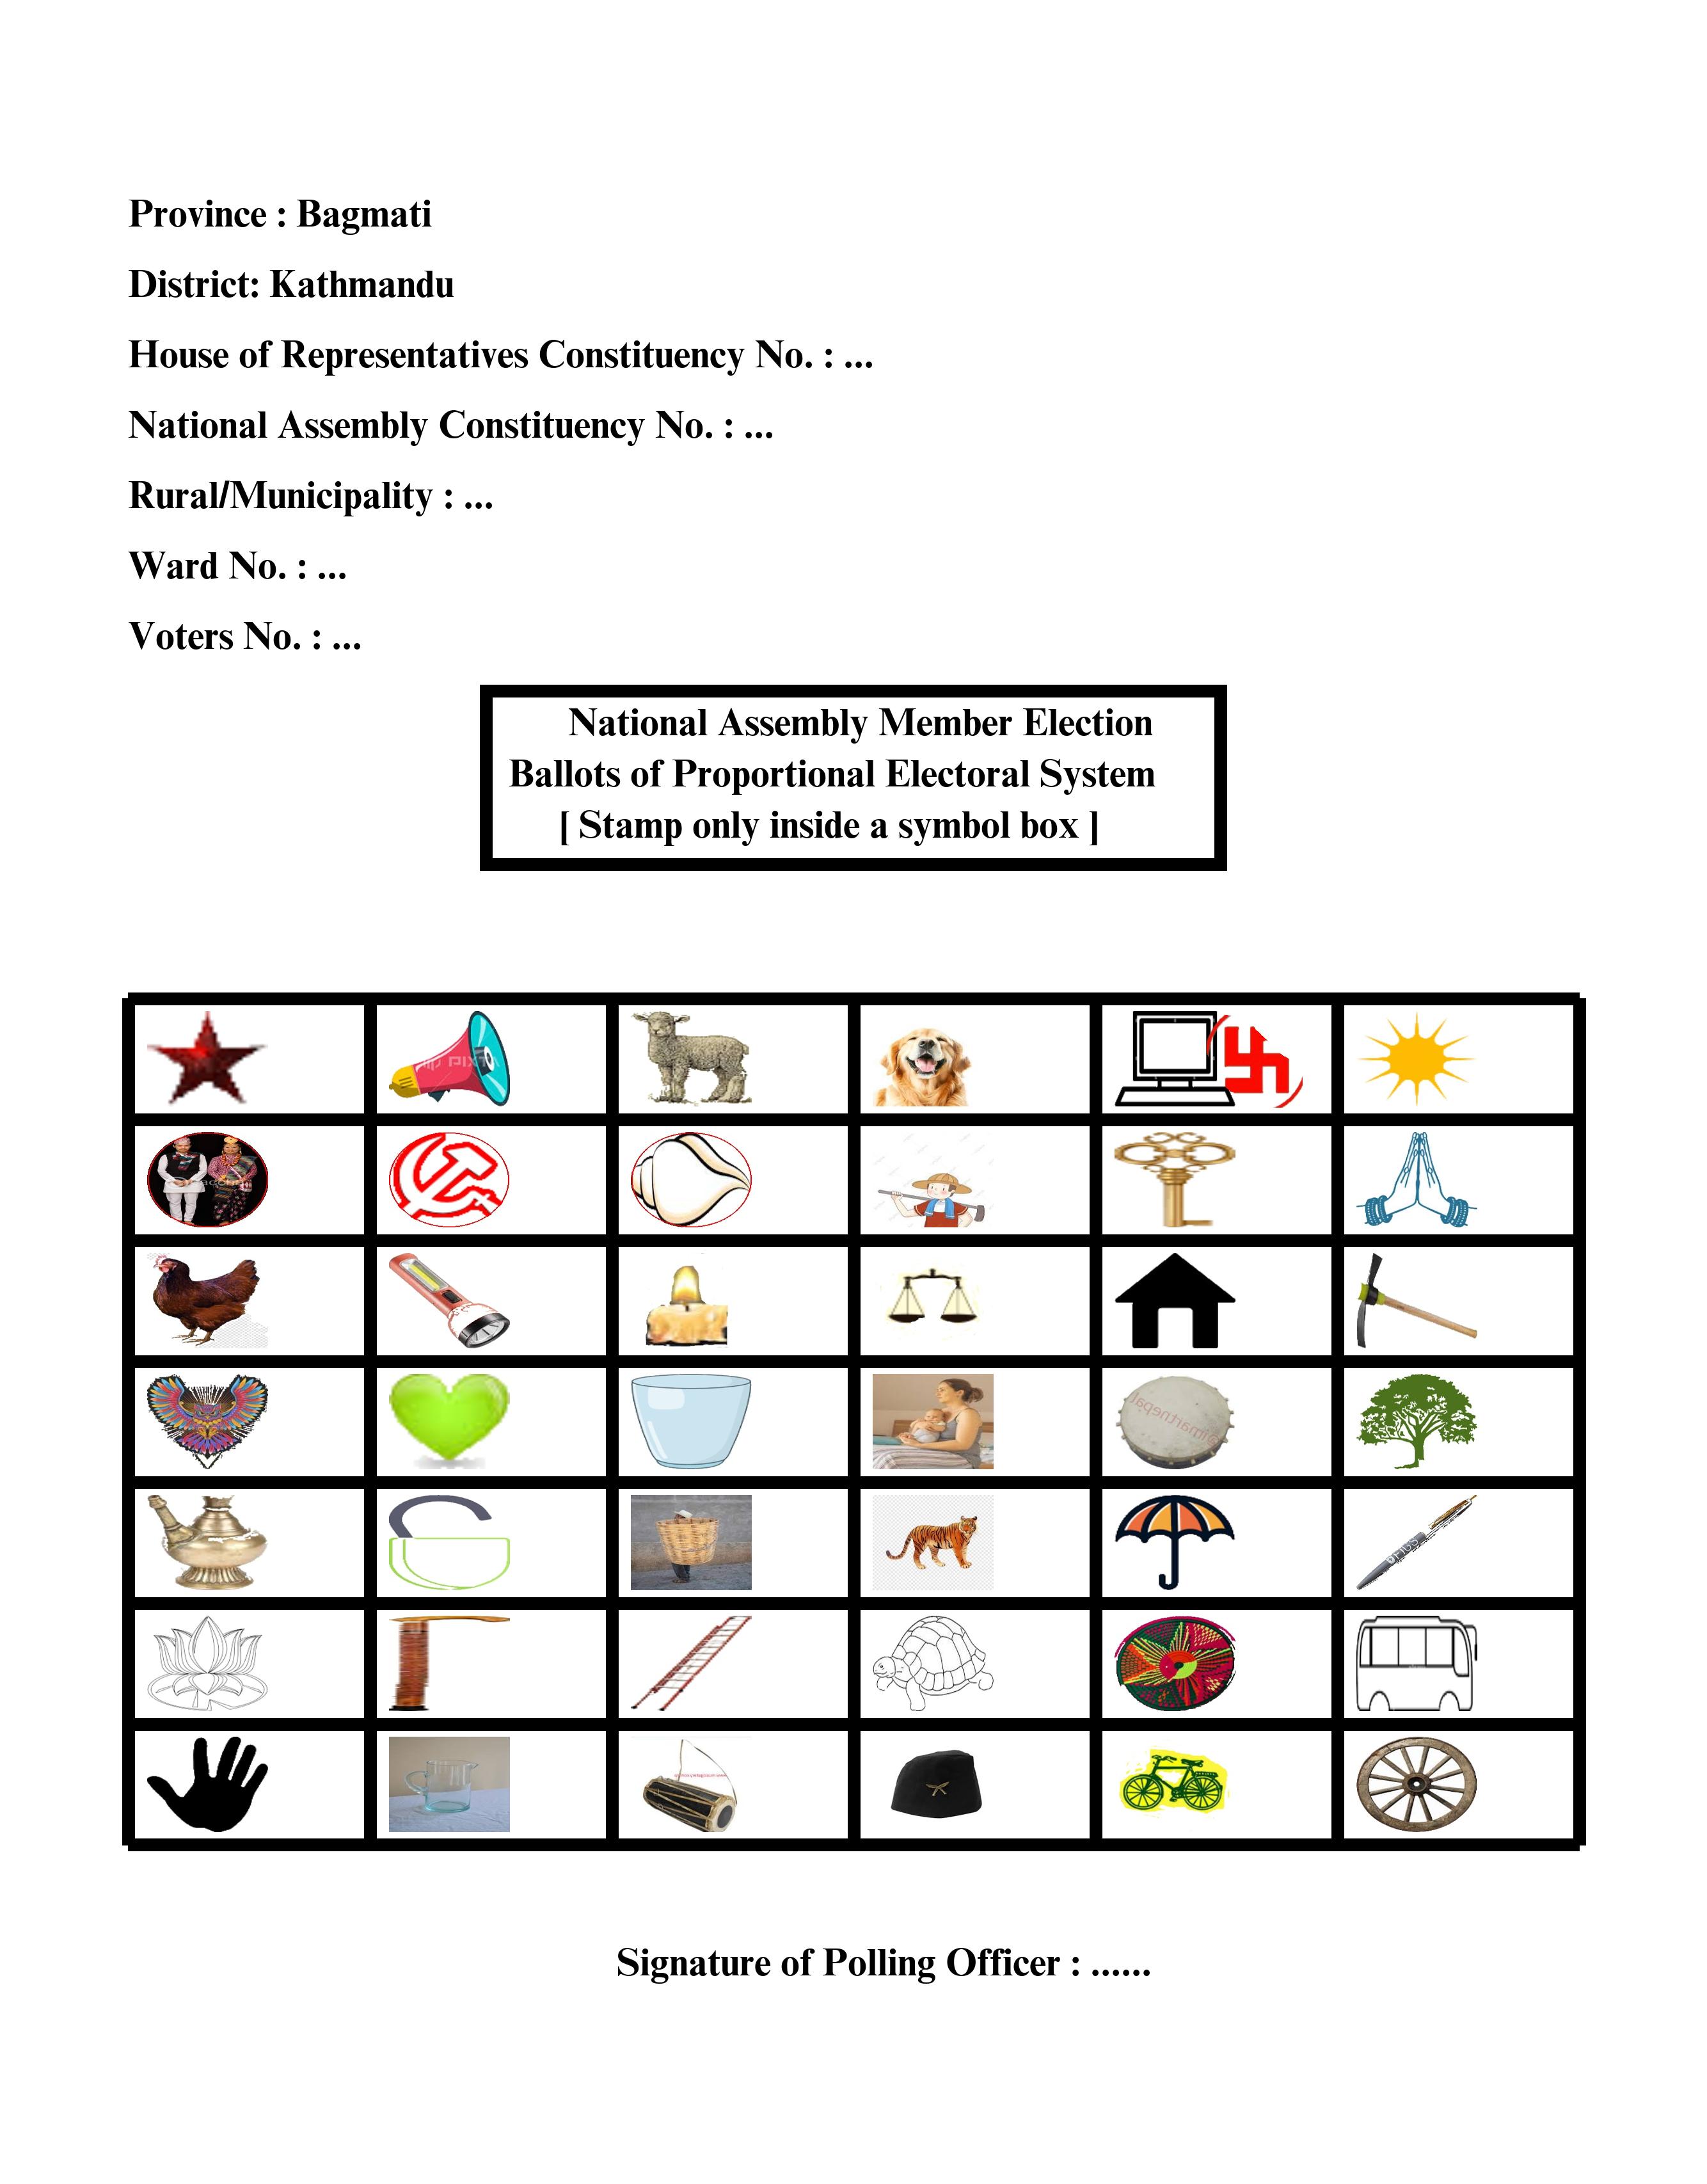 Province : Bagmati
District: Kathmandu
House of Representatives Constituency No. : ...
National Assembly Constituency No. : ...
Rural/Municipality : ...
Ward No. : ...
Voters No. : ...
National Assembly Member Election
Ballots of Proportional Electoral System
[ Stamp only inside a symbol box ]
PIXTA
Signature of Polling Officer : ......